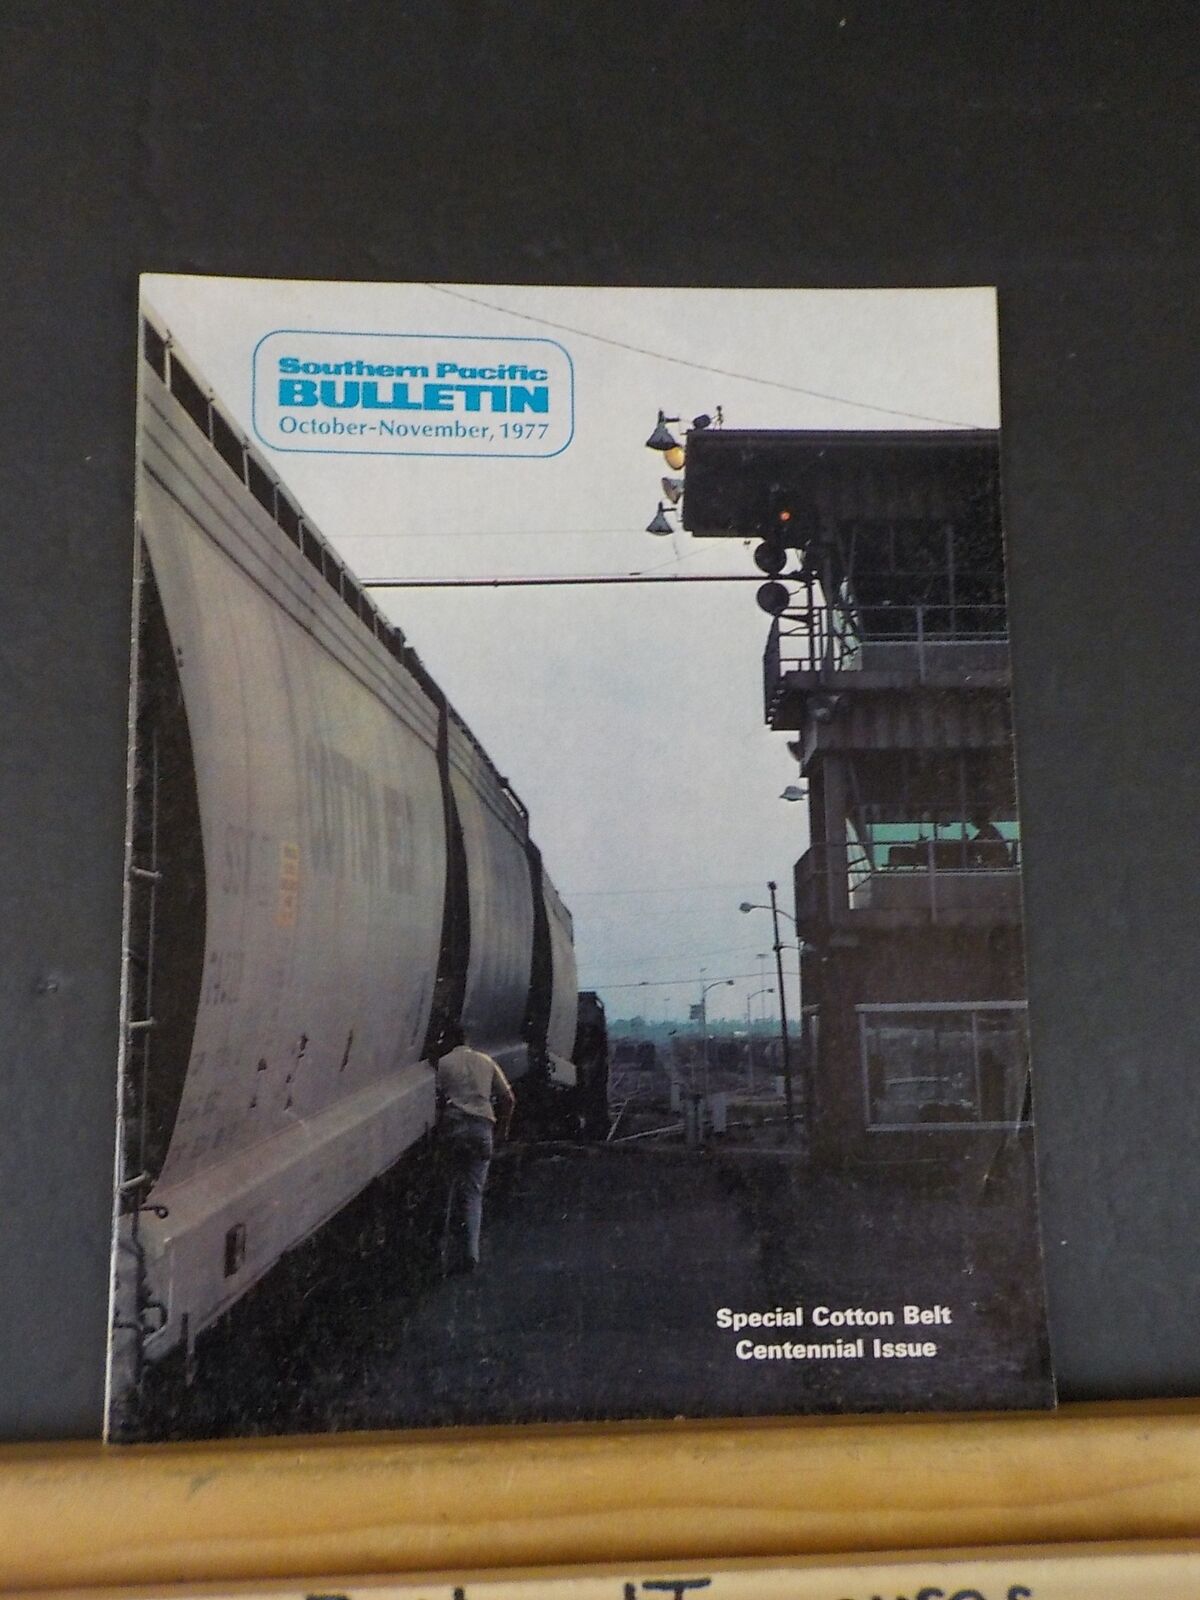 Southern Pacific
BULLETIN
October-November, 1977
Special Cotton Belt
Centennial Issue